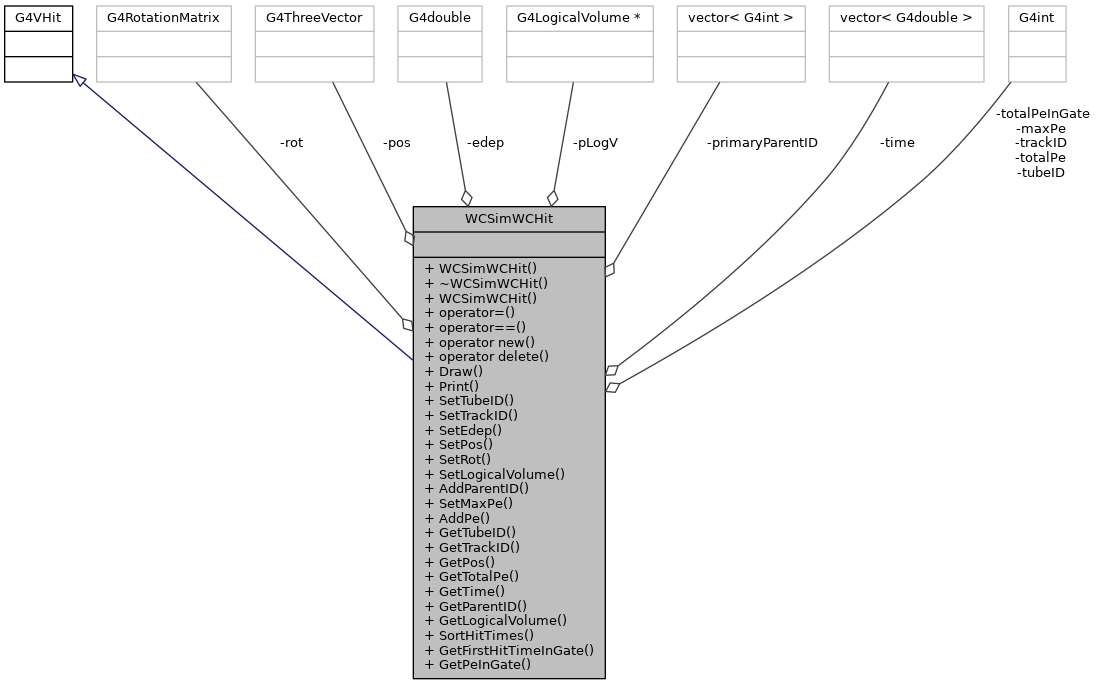 G4VHit
G4RotationMatrix
G4ThreeVector
G4double
G4LogicalVolume *
vector< G4int >
vector< G4double >
G4int
-rot
-pos
-edep
-pLogV
-primaryParentID
-time
-totalPeInGate
-maxPe
-trackID
-totalPe
-tubeID
WCSimWCHit
+ WCSimWCHit()
+ ~WCSimWCHit()
+ WCSimWCHit()
+ operator=()
+ operator==()
+ operator new()
+ operator delete()
+ Draw()
+ Print()
+ SetTubeID()
+ SetTrackID()
+ SetEdep()
+ SetPos()
+ SetRot()
+ SetLogicalVolume()
+ AddParentID()
+ SetMaxPe()
+ AddPe()
+ GetTubeID()
+ GetTrackID()
+ GetPos()
+ GetTotalPe()
+ GetTime()
+ GetParentID()
+ GetLogicalVolume()
+ SortHitTimes()
+ GetFirstHitTimeInGate()
+ GetPeInGate()